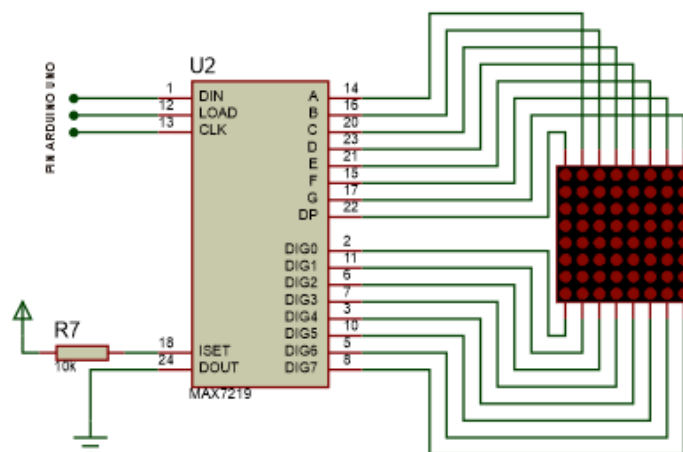 PIN ARDUINO UNO
U2
1 DIN A 14
12 LOAD B 16
13 CLK C 20
D 23
E 21
F 15
G 17
DP 22
DIG0 2
DIG1 11
DIG2 6
DIG3 7
DIG4 3
DIG5 10
R7
10k
18 ISET DIG6 5
24 DOUT DIG7 8
MAX7219